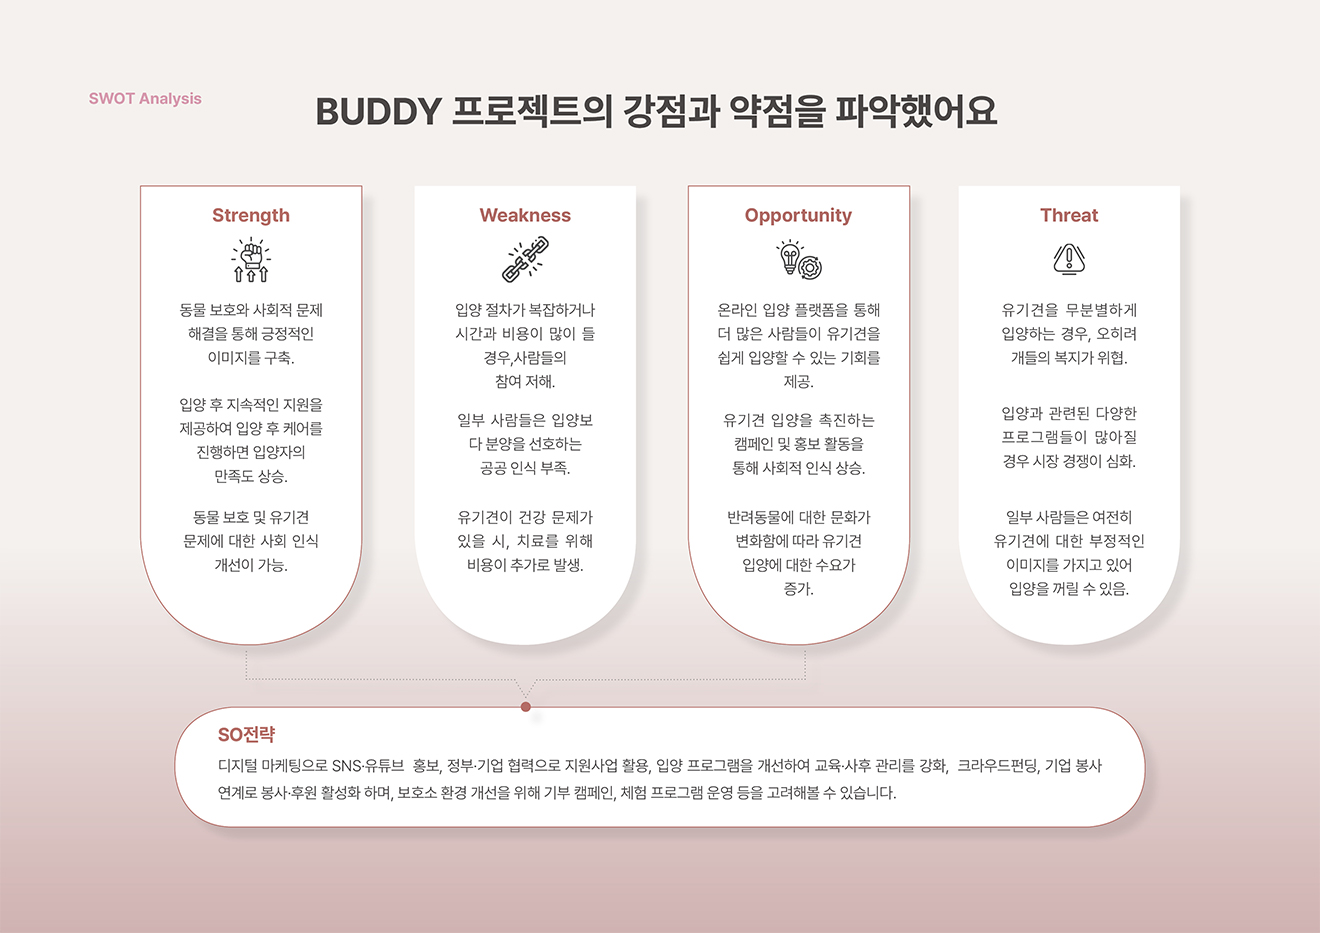 SWOT Analysis
BUDDY 프로젝트의 강점과 약점을 파악했어요
Strength
동물 보호와 사회적 문제
해결을 통해 긍정적인
이미지를 구축.
입양 후 지속적인 지원을
제공하여 입양 후 케어를
진행하면 입양자의
만족도 상승.
동물 보호 및 유기견
문제에 대한 사회 인식
개선이 가능.
Weakness
입양 절차가 복잡하거나
시간과 비용이 많이 들
경우,사람들의
참여 저해.
일부 사람들은 입양보
다 분양을 선호하는
공공 인식 부족.
유기견이 건강 문제가
있을 시, 치료를 위해
비용이 추가로 발생.
Opportunity
온라인 입양 플랫폼을 통해
더 많은 사람들이 유기견을
쉽게 입양할 수 있는 기회를
제공.
유기견 입양을 촉진하는
캠페인 및 홍보 활동을
통해 사회적 인식 상승.
반려동물에 대한 문화가
변화함에 따라 유기견
입양에 대한 수요가
증가.
Threat
유기견을 무분별하게
입양하는 경우, 오히려
개들의 복지가 위협.
입양과 관련된 다양한
프로그램들이 많아질
경우 시장 경쟁이 심화.
일부 사람들은 여전히
유기견에 대한 부정적인
이미지를 가지고 있어
입양을 꺼릴 수 있음.
SO전략
디지털 마케팅으로 SNS·유튜브 홍보, 정부·기업 협력으로 지원사업 활용, 입양 프로그램을 개선하여 교육·사후 관리를 강화, 크라우드펀딩, 기업 봉사
연계로 봉사·후원 활성화 하며, 보호소 환경 개선을 위해 기부 캠페인, 체험 프로그램 운영 등을 고려해볼 수 있습니다.